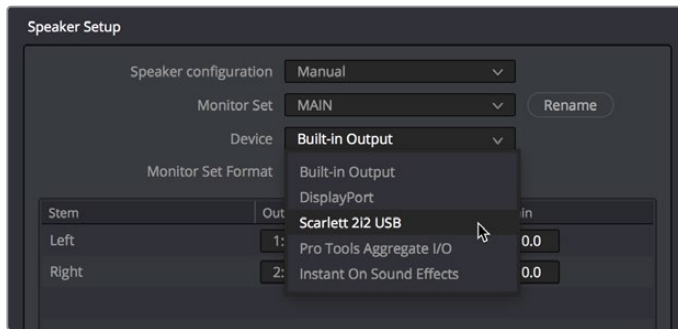 Speaker Setup
Speaker configuration Manual
Monitor Set MAIN Rename
Device Built-in Output
Monitor Set Format Built-in Output
DisplayPort
Stem Out in
Scarlett 2i2 USB
Left 1: 0.0
Pro Tools Aggregate I/O
Right 2: 0.0
Instant On Sound Effects